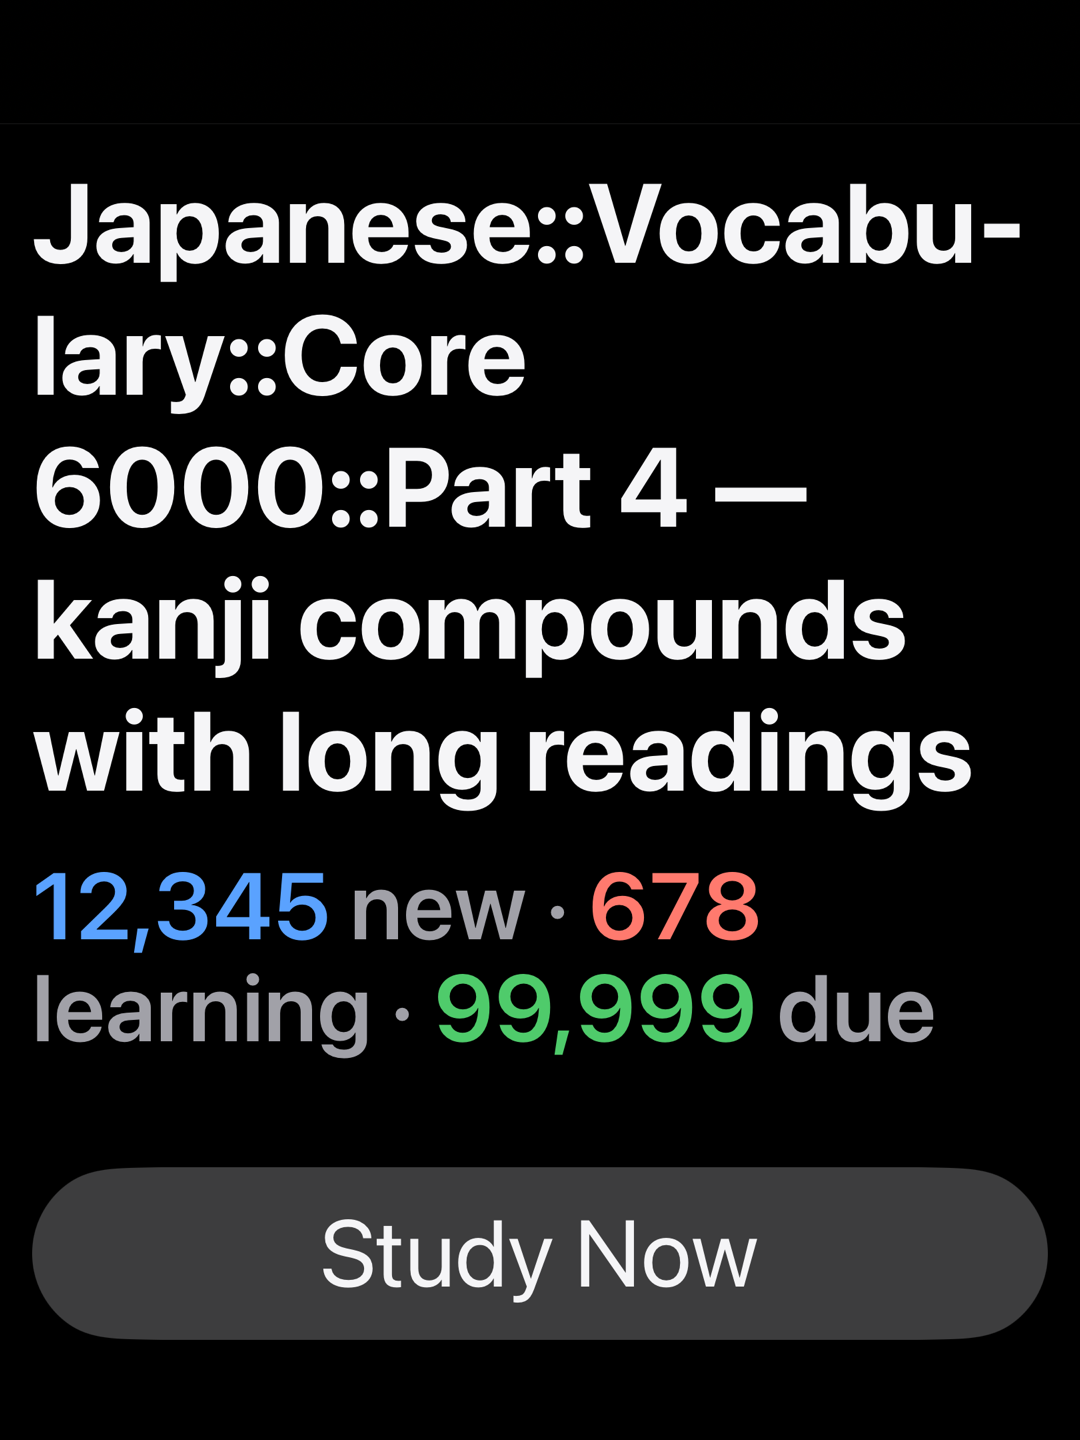 Japanese::Vocabu-
lary::Core
6000::Part 4 —
kanji compounds
with long readings
12,345 new · 678
learning · 99,999 due
Study Now